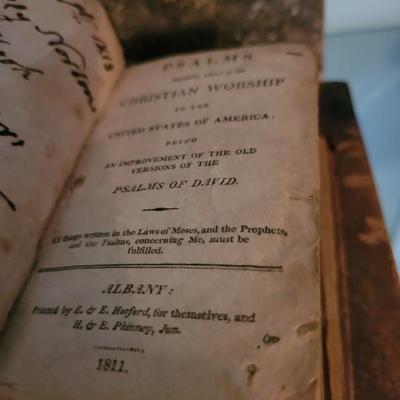 1813
Norton
PSALMS
CHRISTIAN WORSHIP
IN THE
UNITED STATES OF AMERICA:
BEING
AN IMPROVEMENT OF THE OLD
VERSIONS OF THE
PSALMS OF DAVID.
All things written in the Laws of Moses, and the Prophets,
and the Psalms, concerning Me, must be
fulfilled.
ALBANY:
Printed by E. & E. Hosford, for themselves, and
H. & E. Phinney, Jun.
1811.